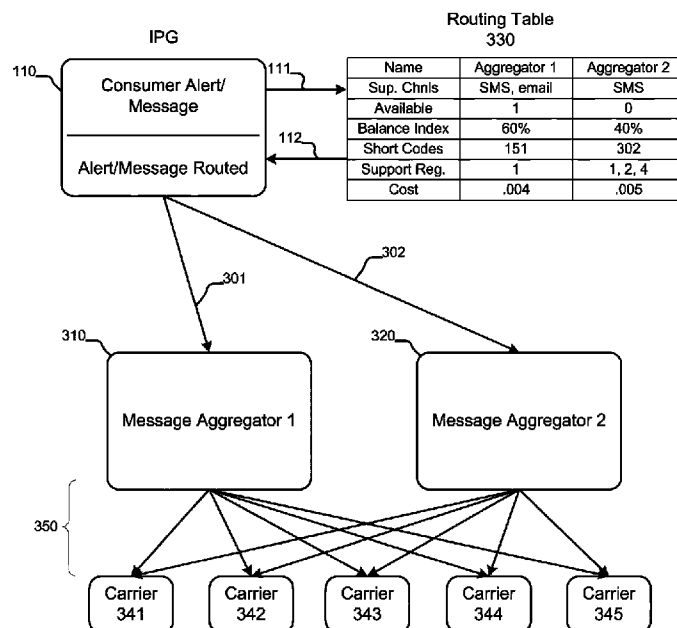 IPG
Routing Table
330
110
Consumer Alert/
Message
Alert/Message Routed
111
112
Name Aggregator 1 Aggregator 2
Sup. Chnls SMS, email SMS
Available 1 0
Balance Index 60% 40%
Short Codes 151 302
Support Reg. 1 1, 2, 4
Cost .004 .005
301
302
310
Message Aggregator 1
320
Message Aggregator 2
350
Carrier
341
Carrier
342
Carrier
343
Carrier
344
Carrier
345